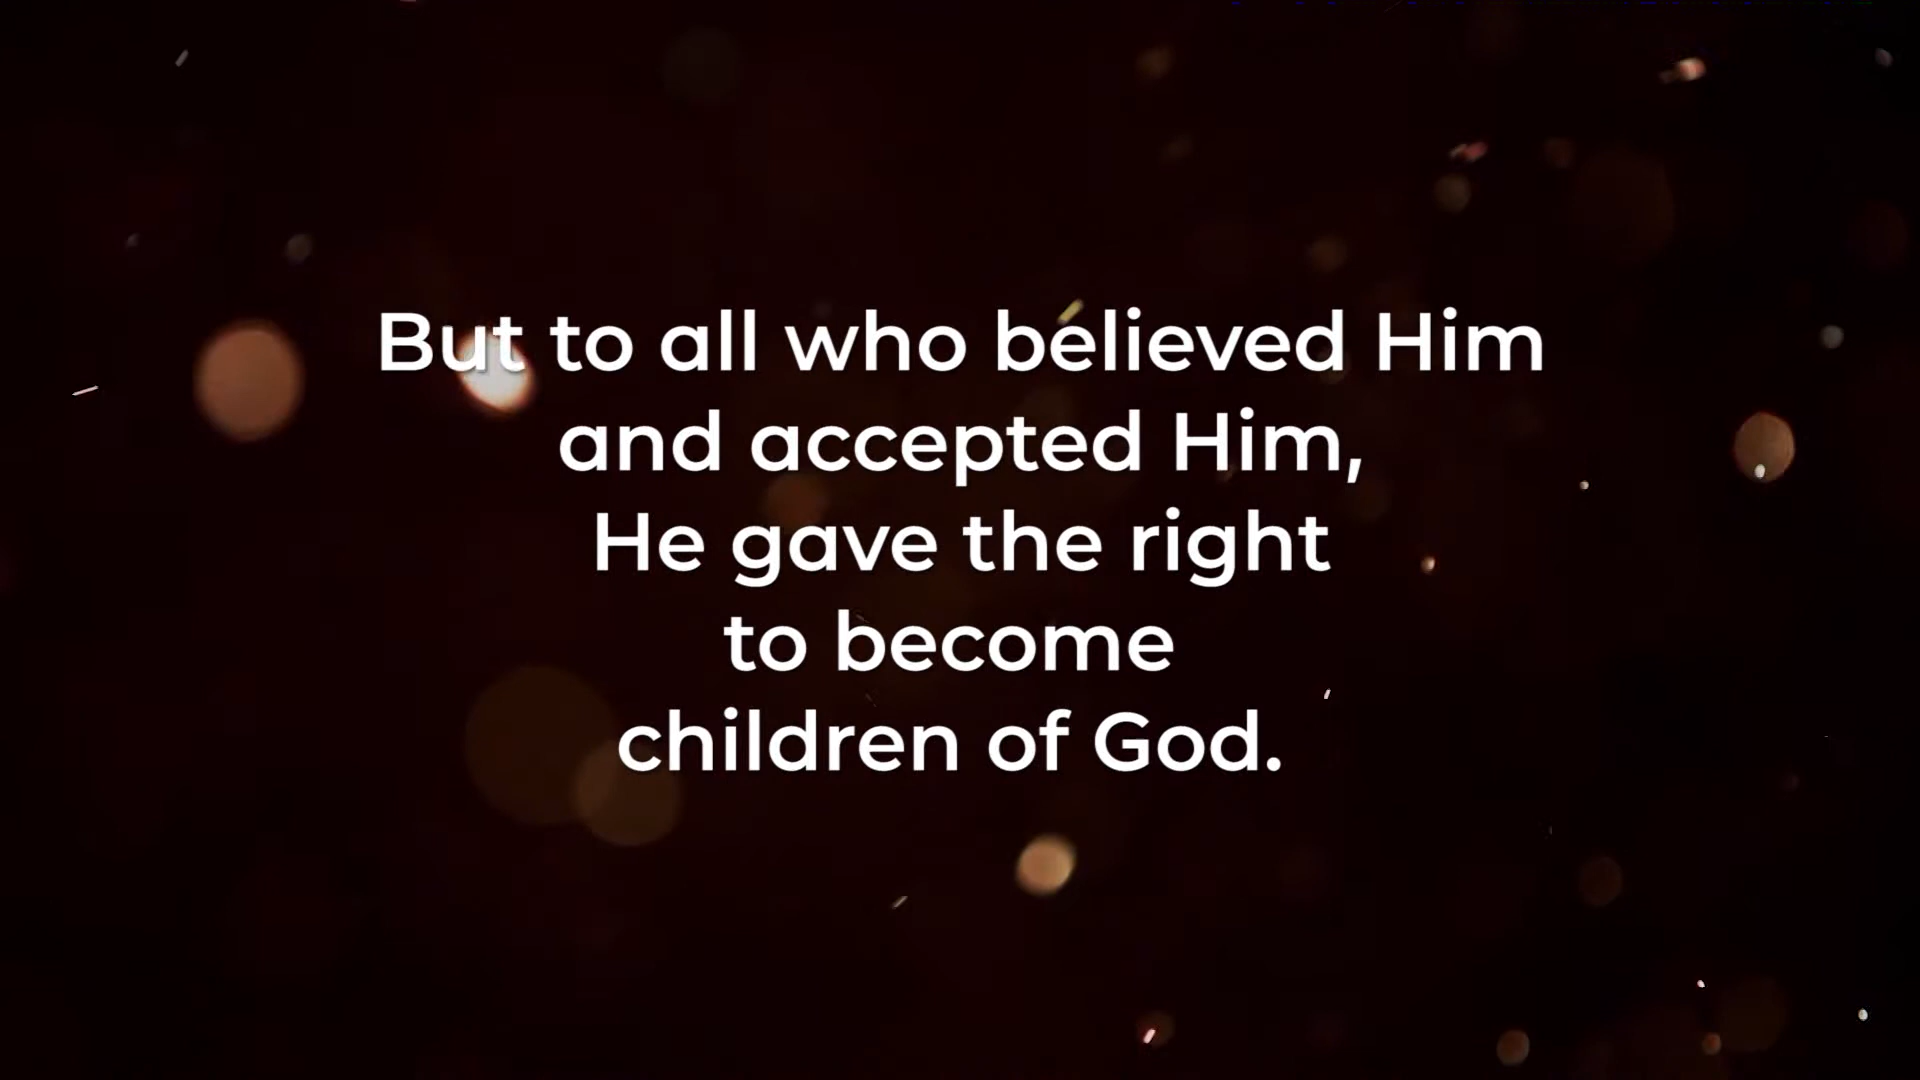 But to all who believed Him
and accepted Him,
He gave the right
to become
children of God.